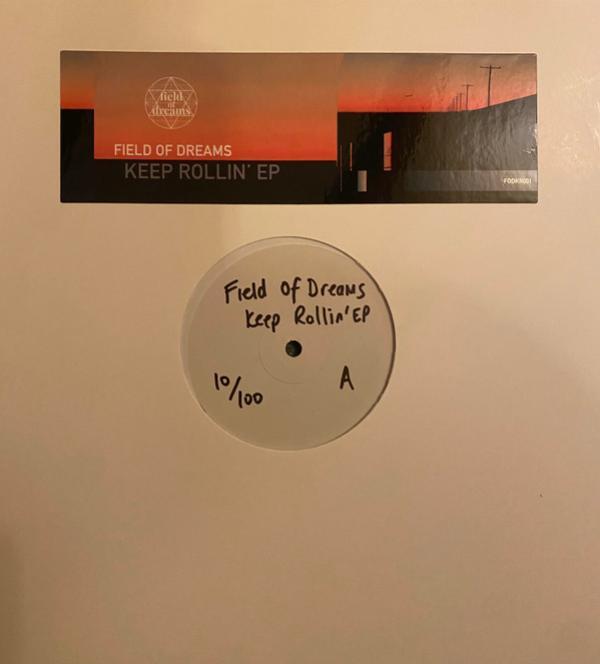 field
of
dreams
FIELD OF DREAMS
KEEP ROLLIN' EP
FODKR001
Field Of Dreams
Keep Rollin' EP
10/100
A